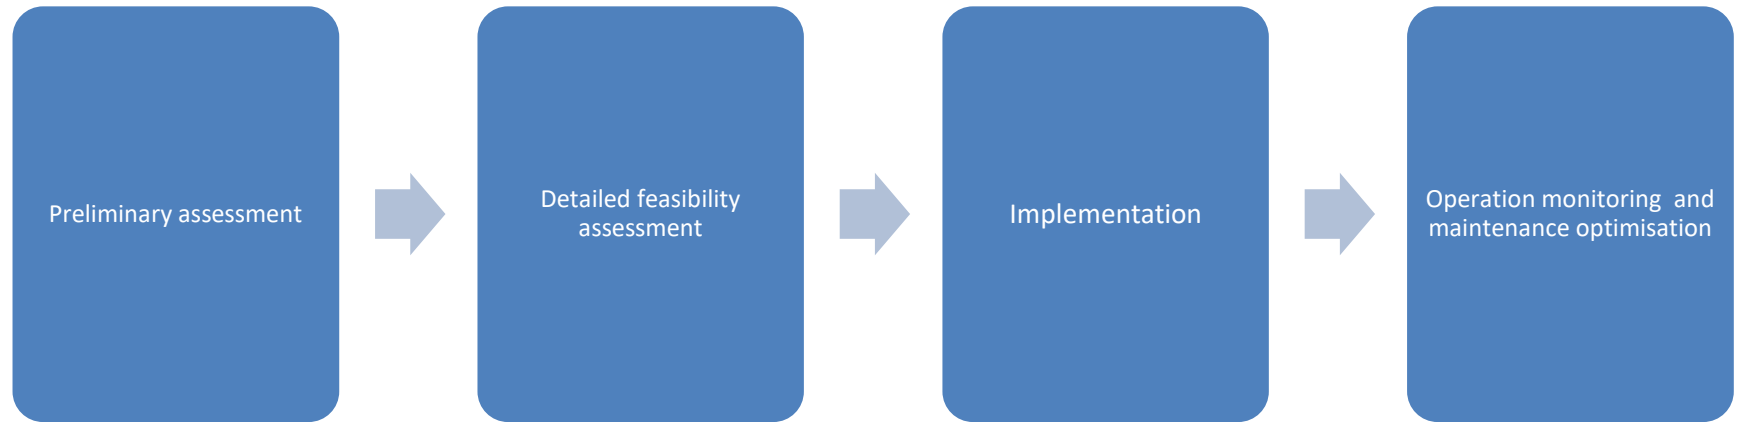 Preliminary assessment
Detailed feasibility
assessment
Implementation
Operation monitoring  and
maintenance optimisation